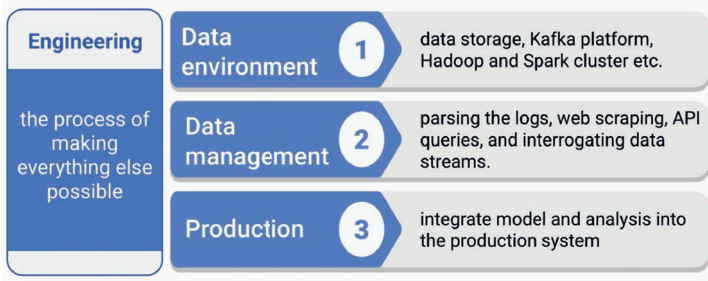 Engineering
the process of
making
everything else
possible
Data
environment
1
data storage, Kafka platform,
Hadoop and Spark cluster etc.
Data
management
2
parsing the logs, web scraping, API
queries, and interrogating data
streams.
Production
3
integrate model and analysis into
the production system